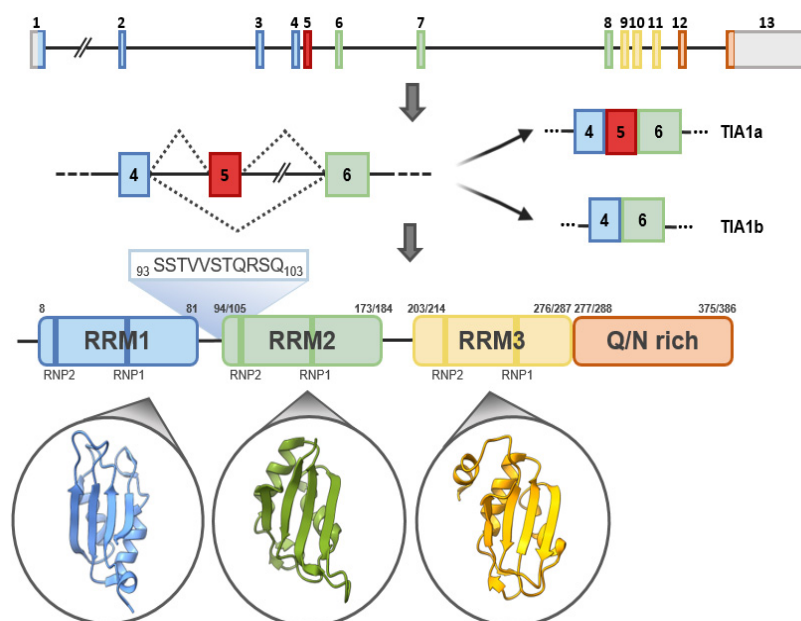 1 2 3 4 5 6 7 8 9 10 11 12 13
4 5 6 TIA1a
4 5 6
4 6 TIA1b
93 SSTVVSTQRSQ 103
8 81 94/105 173/184 203/214 276/287 277/288 375/386
RRM1 RRM2 RRM3 Q/N rich
RNP2 RNP1 RNP2 RNP1 RNP2 RNP1